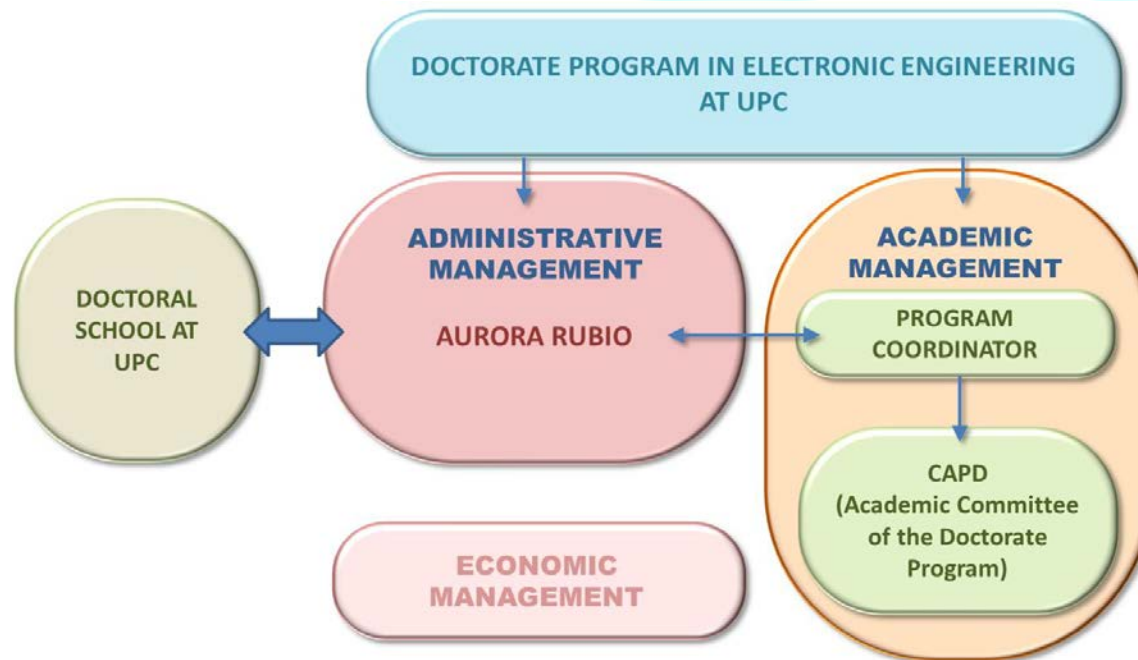 DOCTORATE PROGRAM IN ELECTRONIC ENGINEERING
AT UPC
DOCTORAL
SCHOOL AT
UPC
ADMINISTRATIVE
MANAGEMENT
AURORA RUBIO
ACADEMIC
MANAGEMENT
PROGRAM
COORDINATOR
CAPD
(Academic Committee
of the Doctorate
Program)
ECONOMIC
MANAGEMENT